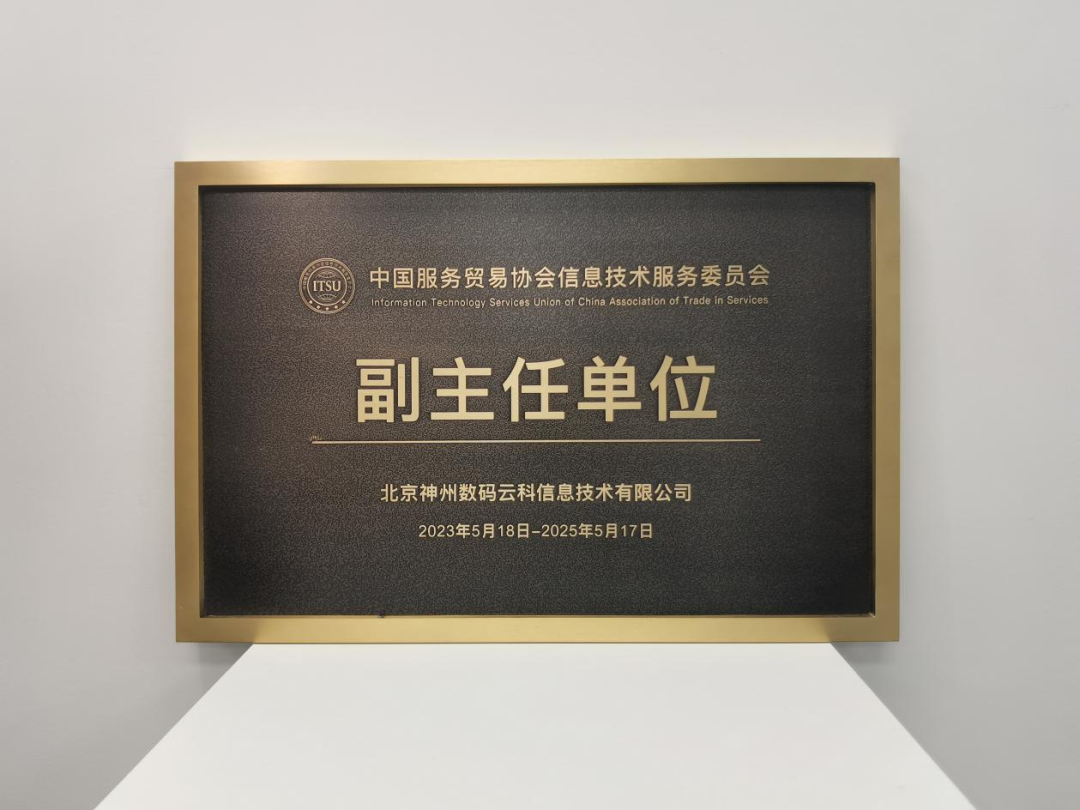 ITSU
中国服务贸易协会信息技术服务委员会
Information Technology Services Union of China Association of Trade in Services
副主任单位
北京神州数码云科信息技术有限公司
2023年5月18日–2025年5月17日